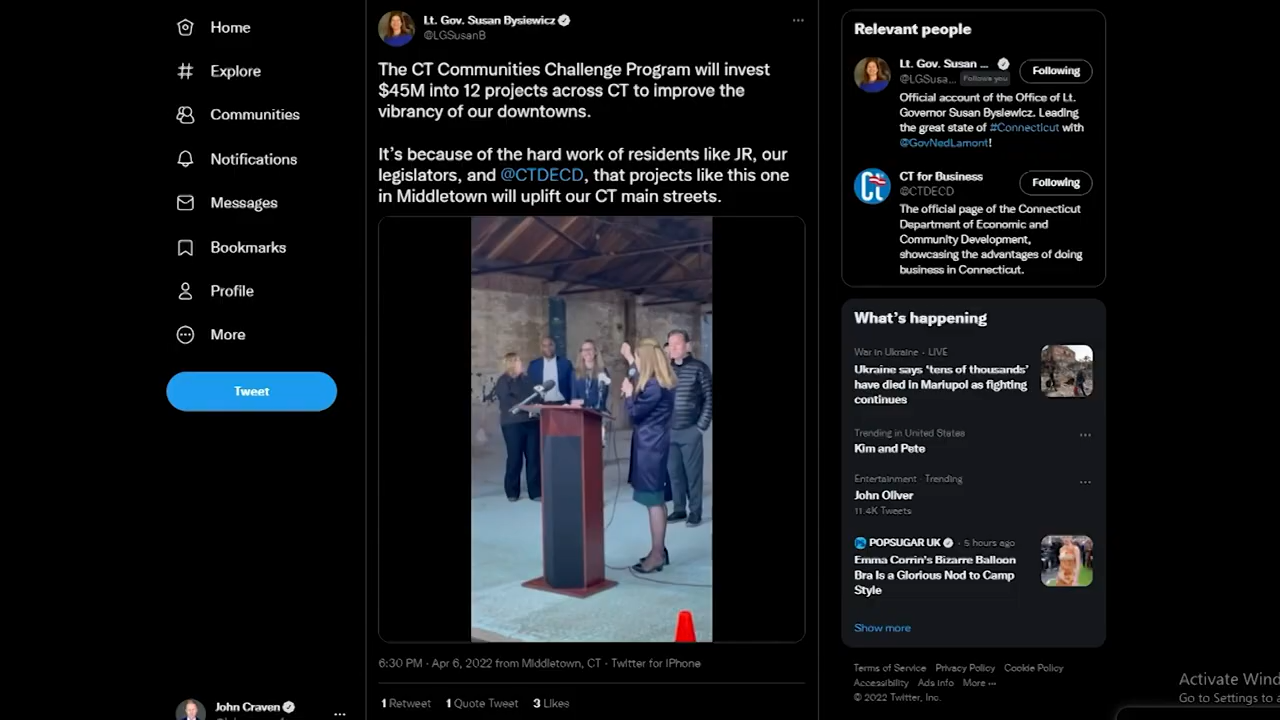 Home
Explore
Communities
Notifications
Messages
Bookmarks
Profile
More
Tweet
John Craven
Lt. Gov. Susan Bysiewicz
@LGSusanB
The CT Communities Challenge Program will invest
$45M into 12 projects across CT to improve the
vibrancy of our downtowns.
It's because of the hard work of residents like JR, our
legislators, and @CTDECD, that projects like this one
in Middletown will uplift our CT main streets.
6:30 PM · Apr 6, 2022 from Middletown, CT · Twitter for iPhone
1 Retweet 1 Quote Tweet 3 Likes
Relevant people
Lt. Gov. Susan ...
@LGSusa... Follows you
Following
Official account of the Office of Lt.
Governor Susan Bysiewicz. Leading
the great state of #Connecticut with
@GovNedLamont!
CT for Business
@CTDECD
Following
The official page of the Connecticut
Department of Economic and
Community Development,
showcasing the advantages of doing
business in Connecticut.
What's happening
War in Ukraine · LIVE
Ukraine says 'tens of thousands'
have died in Mariupol as fighting
continues
Trending in United States
Kim and Pete
Entertainment · Trending
John Oliver
11.4K Tweets
POPSUGAR UK · 5 hours ago
Emma Corrin's Bizarre Balloon
Bra Is a Glorious Nod to Camp
Style
Show more
Terms of Service Privacy Policy Cookie Policy
Accessibility Ads info More ...
© 2022 Twitter, Inc.
Activate Wind
Go to Settings to a